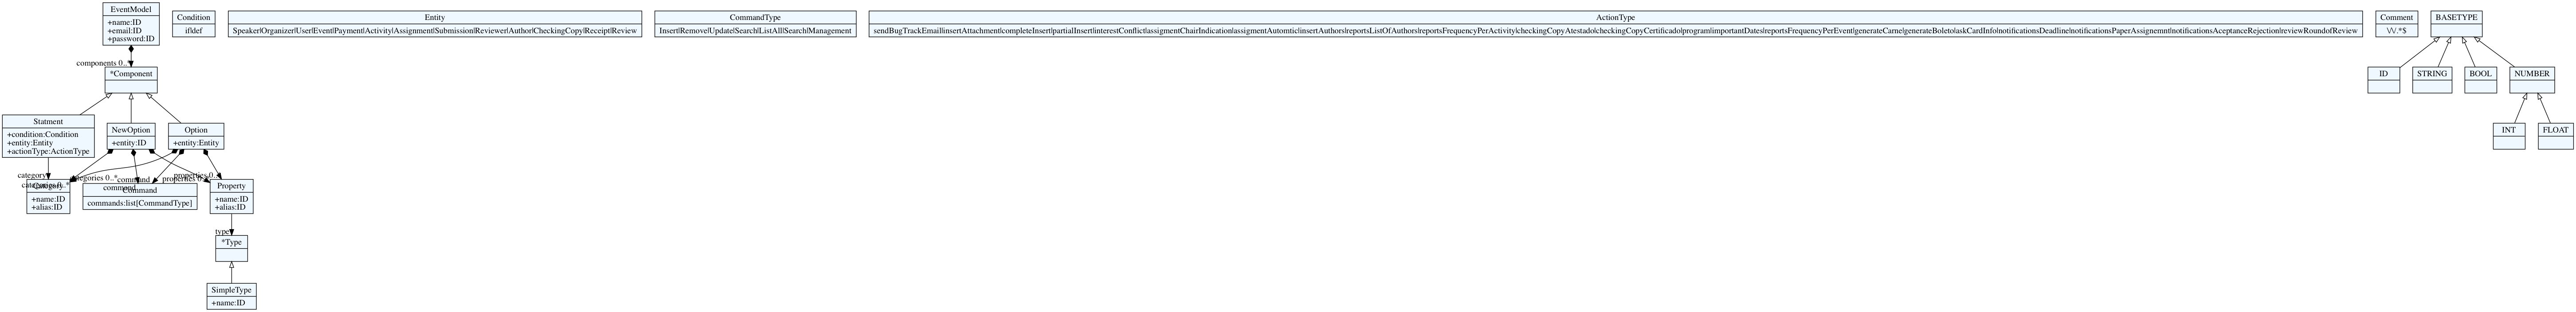 EventModel
+name:ID
+email:ID
+password:ID
Condition
if|def
Entity
Speaker|Organizer|User|Event|Payment|Activity|Assignment|Submission|Reviewer|Author|CheckingCopy|Receipt|Review
CommandType
Insert|Remove|Update|Search|ListAll|Search|Management
ActionType
sendBugTrackEmail|insertAttachment|completeInsert|partialInsert|interestConflict|assigmentChairIndication|assigmentAutomtic|insertAuthors|reportsListOfAuthors|reportsFrequencyPerActivity|checkingCopyAtestado|checkingCopyCertificado|program|importantDates|reportsFrequencyPerEvent|generateCarne|generateBoleto|askCardInfo|notificationsDeadline|notificationsPaperAssignemnt|notificationsAceptanceRejection|reviewRoundofReview
Comment
\/\/.*$
BASETYPE
components 0..*
*Component
ID
STRING
BOOL
NUMBER
Statment
+condition:Condition
+entity:Entity
+actionType:ActionType
NewOption
+entity:ID
Option
+entity:Entity
INT
FLOAT
category
categories 0..*
categories 0..*
command
command
properties 0..*
properties 0..*
Category
+name:ID
+alias:ID
Command
commands:list[CommandType]
Property
+name:ID
+alias:ID
type
*Type
SimpleType
+name:ID